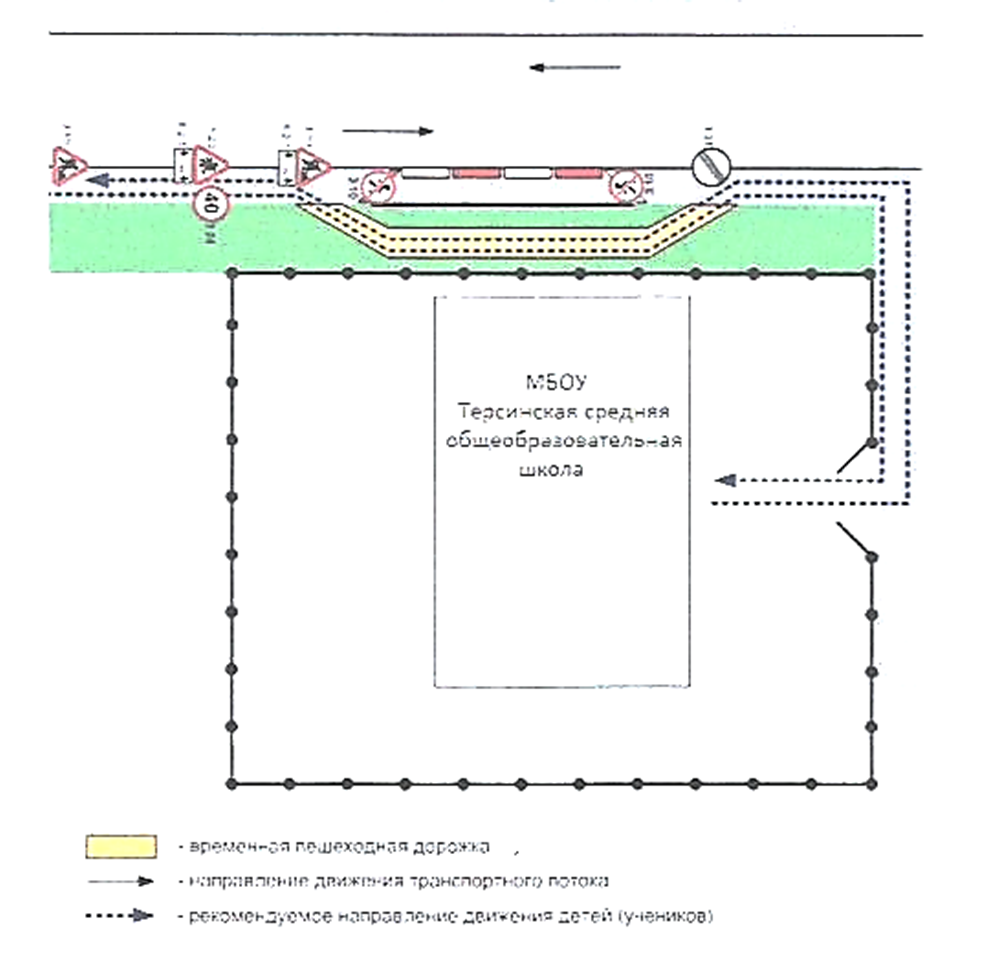 40
МБОУ
Терсинская средняя
общеобразовательная
школа
- временная пешеходная дорожка
- направление движения транспортного потока
- рекомендуемое направление движения детей (учеников)